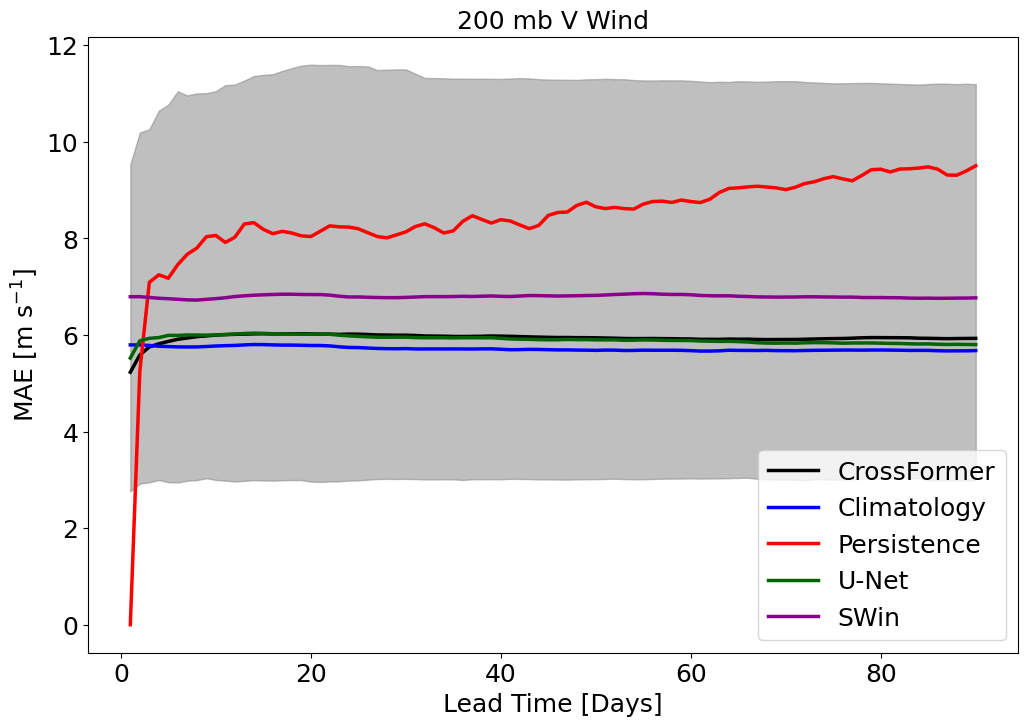 200 mb V Wind
MAE [m s⁻¹]
12
10
8
6
4
2
0
0 20 40 60 80
Lead Time [Days]
CrossFormer
Climatology
Persistence
U-Net
SWin